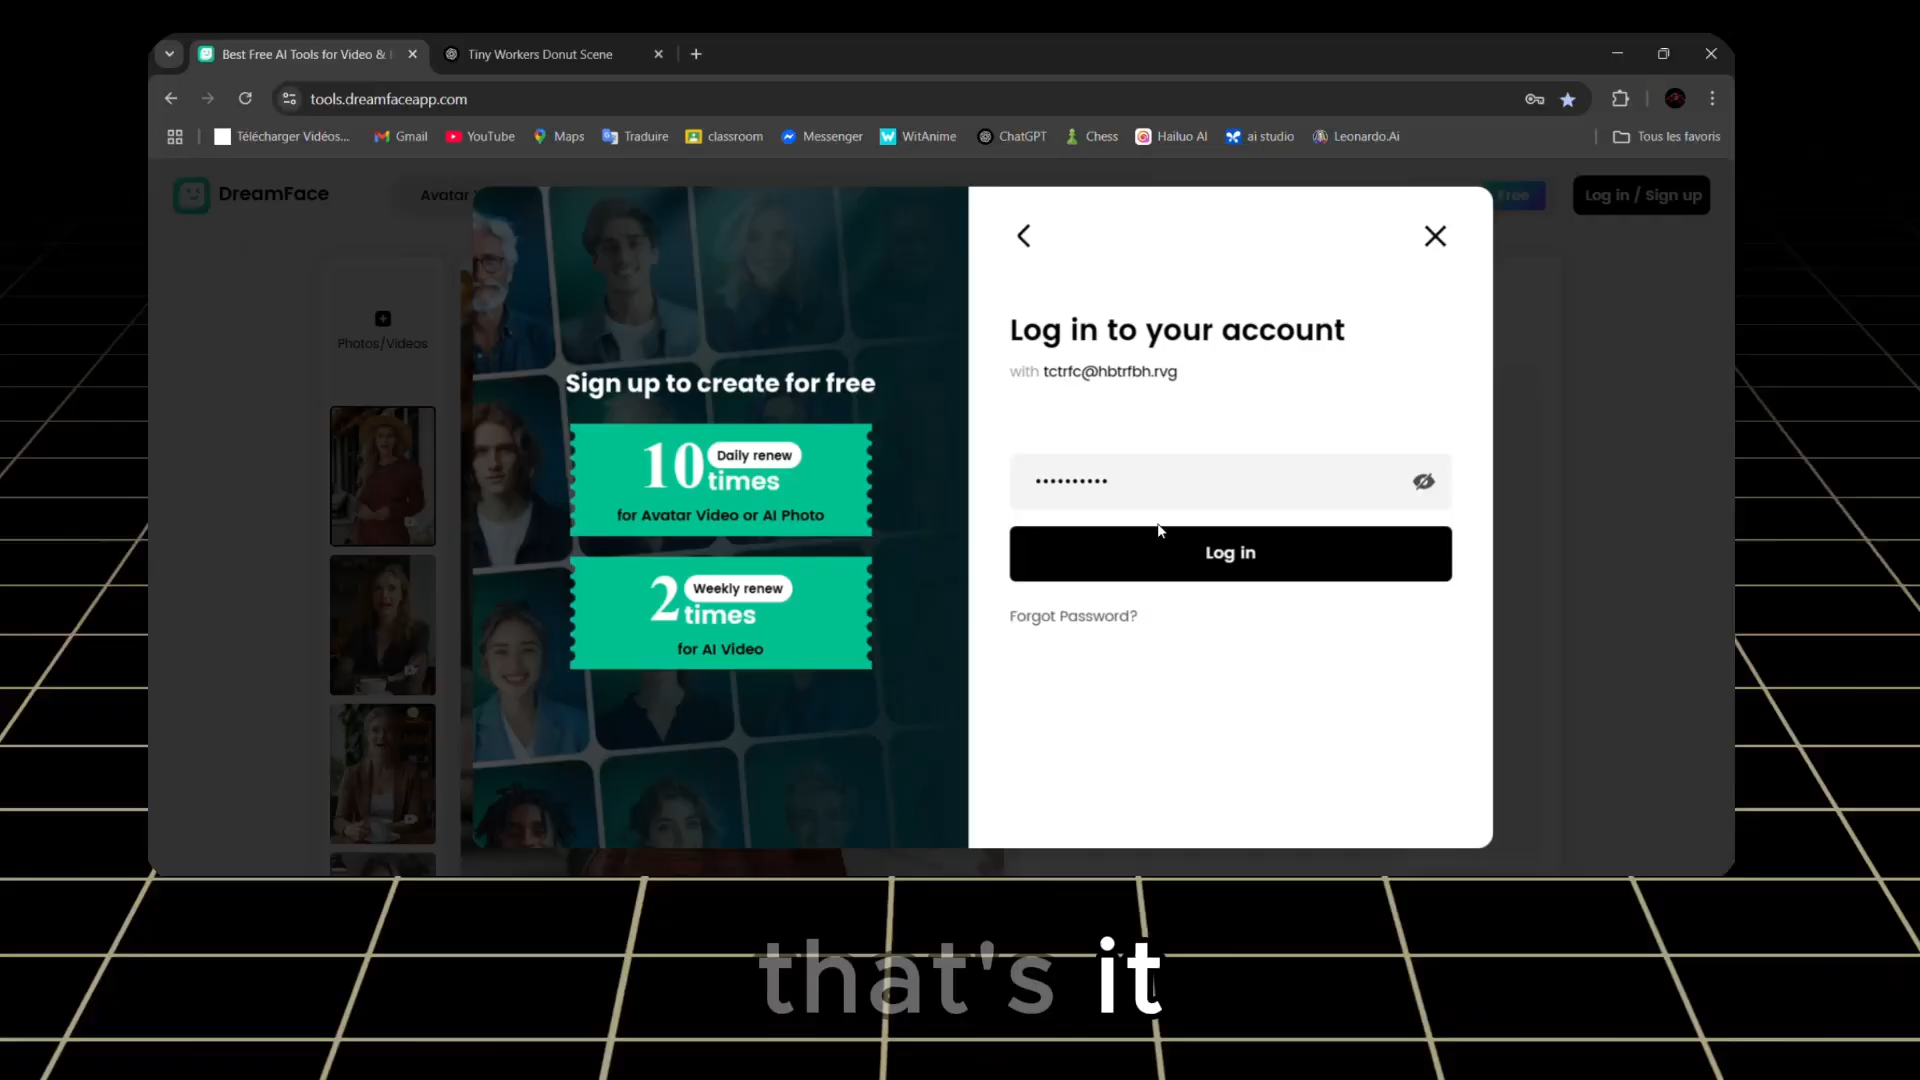 Best Free AI Tools for Video &
Tiny Workers Donut Scene
tools.dreamfaceapp.com
Télécharger Vidéos...
Gmail
YouTube
Maps
Traduire
classroom
Messenger
WitAnime
ChatGPT
Chess
Hailuo AI
ai studio
Leonardo.Ai
Tous les favoris
DreamFace
Avatar
Free
Log in / Sign up
Photos/Videos
Sign up to create for free
10 times Daily renew
for Avatar Video or AI Photo
2 times Weekly renew
for AI Video
Log in to your account
with tctrfc@hbtrfbh.rvg
••••••••••
Log in
Forgot Password?
that's it